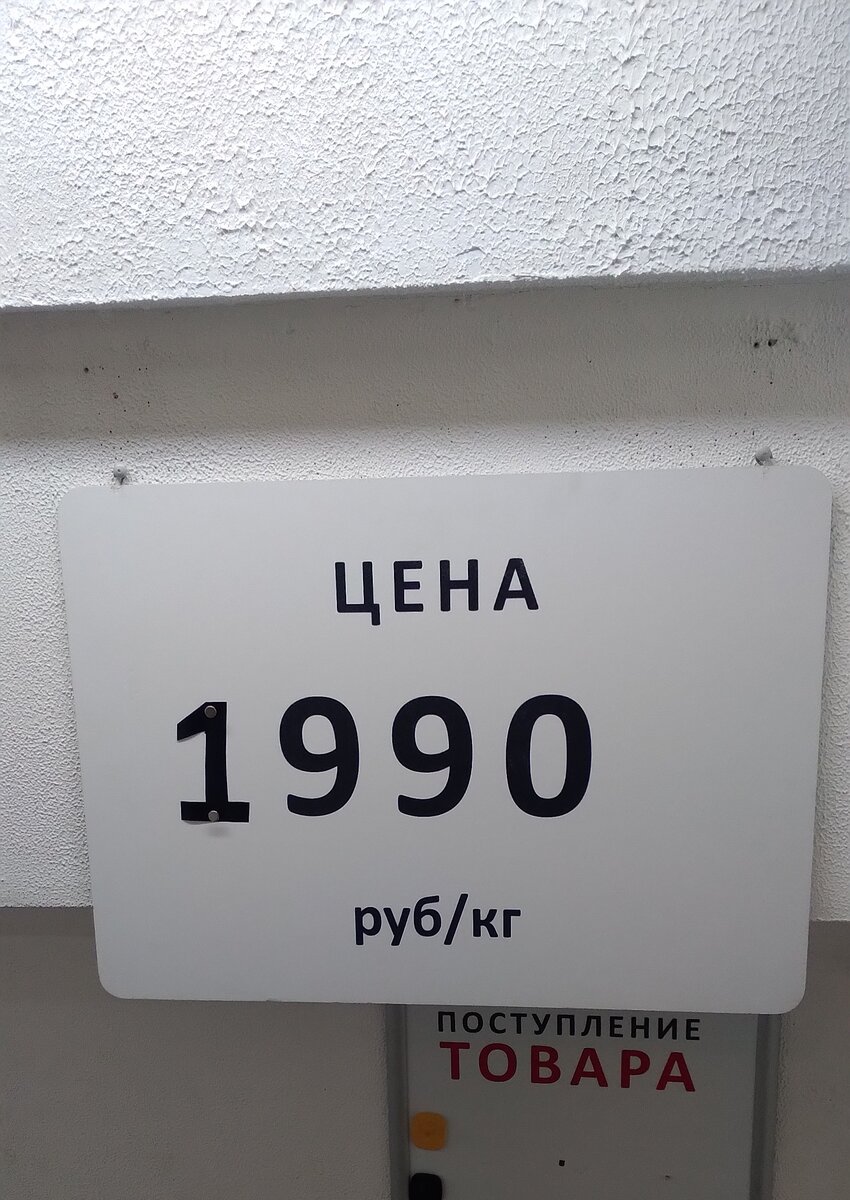 ЦЕНА
1990
руб/кг
ПОСТУПЛЕНИЕ
ТОВАРА